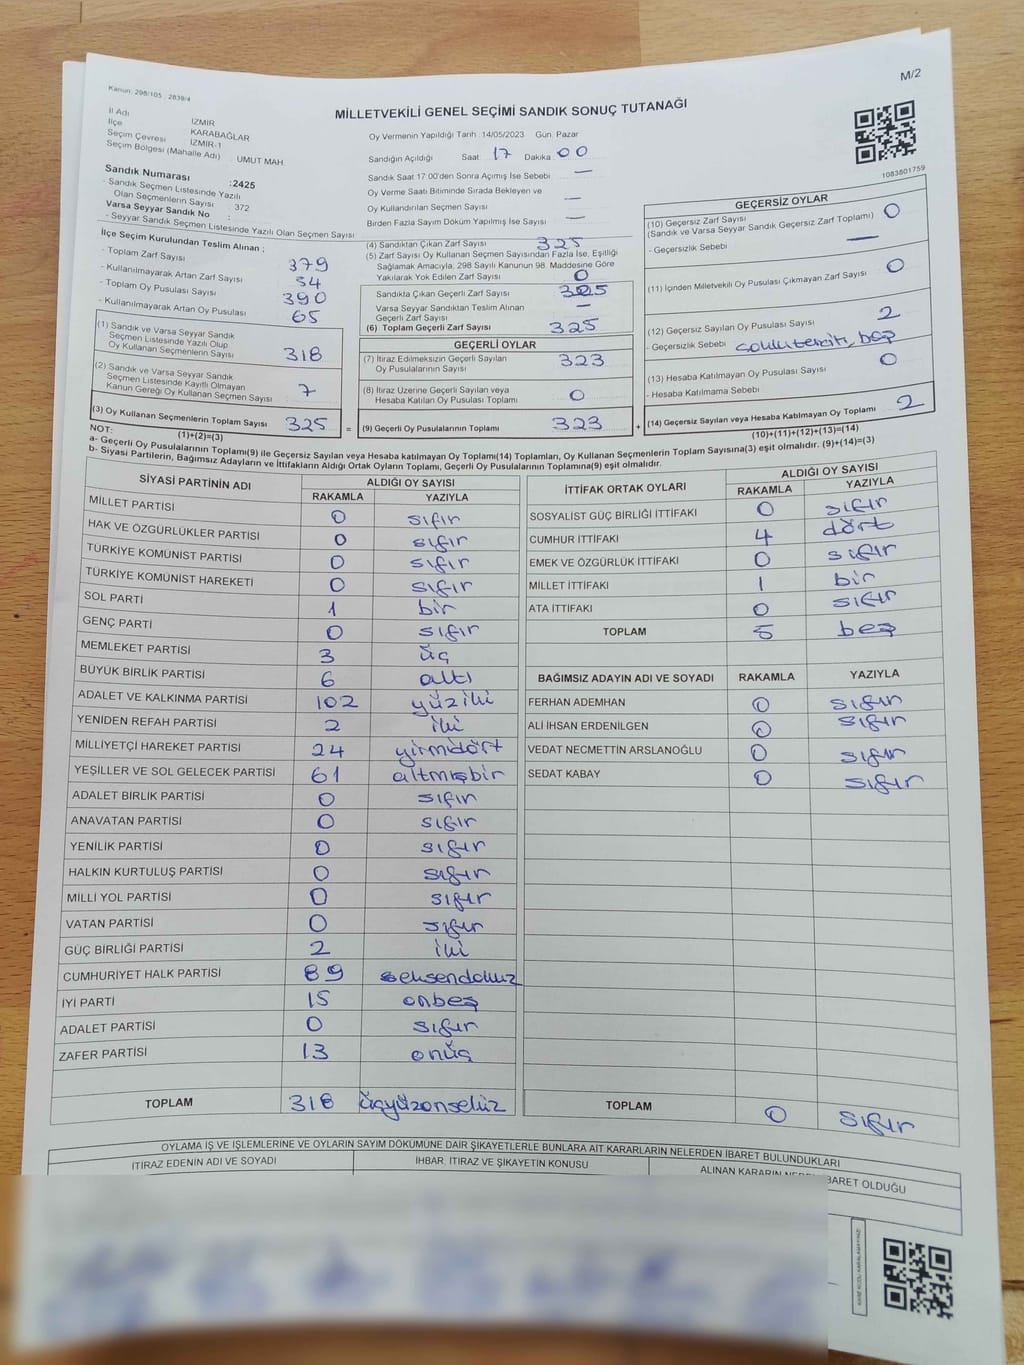 M/2
Kanun: 298/105 : 2839/4
MİLLETVEKİLİ GENEL SEÇİMİ SANDIK SONUÇ TUTANAĞI
İl Adı İZMİR
İlçe KARABAĞLAR
Seçim Çevresi İZMİR-1
Seçim Bölgesi (Mahalle Adı) : UMUT MAH.
Sandık Numarası :2425
- Sandık Seçmen Listesinde Yazılı
Olan Seçmenlerin Sayısı : 372
Varsa Seyyar Sandık No :
- Seyyar Sandık Seçmen Listesinde Yazılı Olan Seçmen Sayısı :
Oy Vermenin Yapıldığı Tarih :14/05/2023 Gün: Pazar
Sandığın Açıldığı Saat: 17 Dakika: 00
Sandık Saat 17:00'den Sonra Açılmış İse Sebebi —
Oy Verme Saati Bitiminde Sırada Bekleyen ve
Oy Kullandırılan Seçmen Sayısı —
Birden Fazla Sayım Döküm Yapılmış İse Sayısı —
1083801759
İlçe Seçim Kurulundan Teslim Alınan ;
- Toplam Zarf Sayısı 379
- Kullanılmayarak Artan Zarf Sayısı 54
- Toplam Oy Pusulası Sayısı 390
- Kullanılmayarak Artan Oy Pusulası 65
(1) Sandık ve Varsa Seyyar Sandık
Seçmen Listesinde Yazılı Olup
Oy Kullanan Seçmenlerin Sayısı 318
(2) Sandık ve Varsa Seyyar Sandık
Seçmen Listesinde Kayıtlı Olmayan
Kanun Gereği Oy Kullanan Seçmen Sayısı 7
(3) Oy Kullanan Seçmenlerin Toplam Sayısı 325 =
(1)+(2)=(3)
(4) Sandıktan Çıkan Zarf Sayısı 325
(5) Zarf Sayısı Oy Kullanan Seçmen Sayısından Fazla İse, Eşitliği
Sağlamak Amacıyla, 298 Sayılı Kanunun 98. Maddesine Göre
Yakılarak Yok Edilen Zarf Sayısı 0
Sandıkta Çıkan Geçerli Zarf Sayısı 325
Varsa Seyyar Sandıktan Teslim Alınan
Geçerli Zarf Sayısı —
(6) Toplam Geçerli Zarf Sayısı 325
GEÇERLİ OYLAR
(7) İtiraz Edilmeksizin Geçerli Sayılan
Oy Pusulalarının Sayısı 323
(8) İtiraz Üzerine Geçerli Sayılan veya
Hesaba Katılan Oy Pusulası Toplamı 0
(9) Geçerli Oy Pusulalarının Toplamı 323 +
GEÇERSİZ OYLAR
(10) Geçersiz Zarf Sayısı
(Sandık ve Varsa Seyyar Sandık Geçersiz Zarf Toplamı) 0
- Geçersizlik Sebebi —
(11) İçinden Milletvekili Oy Pusulası Çıkmayan Zarf Sayısı 0
(12) Geçersiz Sayılan Oy Pusulası Sayısı 2
- Geçersizlik Sebebi çoklu tercih, boş
(13) Hesaba Katılmayan Oy Pusulası Sayısı 0
- Hesaba Katılmama Sebebi
(14) Geçersiz Sayılan veya Hesaba Katılmayan Oy Toplamı 2
(10)+(11)+(12)+(13)=(14)
NOT:
a- Geçerli Oy Pusulalarının Toplamı(9) ile Geçersiz Sayılan veya Hesaba katılmayan Oy Toplamı(14) Toplamları, Oy Kullanan Seçmenlerin Toplam Sayısına(3) eşit olmalıdır. (9)+(14)=(3)
b- Siyasi Partilerin, Bağımsız Adayların ve İttifakların Aldığı Ortak Oyların Toplamı, Geçerli Oy Pusulalarının Toplamına(9) eşit olmalıdır.
SİYASİ PARTİNİN ADI ALDIĞI OY SAYISI
RAKAMLA YAZIYLA
MİLLET PARTİSİ 0 sıfır
HAK VE ÖZGÜRLÜKLER PARTİSİ 0 sıfır
TÜRKİYE KOMÜNİST PARTİSİ 0 sıfır
TÜRKİYE KOMÜNİST HAREKETİ 0 sıfır
SOL PARTİ 1 bir
GENÇ PARTİ 0 sıfır
MEMLEKET PARTİSİ 3 üç
BÜYÜK BİRLİK PARTİSİ 6 altı
ADALET VE KALKINMA PARTİSİ 102 yüziki
YENİDEN REFAH PARTİSİ 2 iki
MİLLİYETÇİ HAREKET PARTİSİ 24 yirmidört
YEŞİLLER VE SOL GELECEK PARTİSİ 61 altmışbir
ADALET BİRLİK PARTİSİ 0 sıfır
ANAVATAN PARTİSİ 0 sıfır
YENİLİK PARTİSİ 0 sıfır
HALKIN KURTULUŞ PARTİSİ 0 sıfır
MİLLİ YOL PARTİSİ 0 sıfır
VATAN PARTİSİ 0 sıfır
GÜÇ BİRLİĞİ PARTİSİ 2 iki
CUMHURİYET HALK PARTİSİ 89 seksendokuz
İYİ PARTİ 15 onbeş
ADALET PARTİSİ 0 sıfır
ZAFER PARTİSİ 13 onüç
TOPLAM 318 üçyüzonsekiz
İTTİFAK ORTAK OYLARI ALDIĞI OY SAYISI
RAKAMLA YAZIYLA
SOSYALİST GÜÇ BİRLİĞİ İTTİFAKI 0 sıfır
CUMHUR İTTİFAKI 4 dört
EMEK VE ÖZGÜRLÜK İTTİFAKI 0 sıfır
MİLLET İTTİFAKI 1 bir
ATA İTTİFAKI 0 sıfır
TOPLAM 5 beş
BAĞIMSIZ ADAYIN ADI VE SOYADI RAKAMLA YAZIYLA
FERHAN ADEMHAN 0 sıfır
ALİ İHSAN ERDENİLGEN 0 sıfır
VEDAT NECMETTİN ARSLANOĞLU 0 sıfır
SEDAT KABAY 0 sıfır
TOPLAM 0 sıfır
OYLAMA İŞ VE İŞLEMLERİNE VE OYLARIN SAYIM DÖKÜMÜNE DAİR ŞİKAYETLERLE BUNLARA AİT KARARLARIN NELERDEN İBARET BULUNDUKLARI
İTİRAZ EDENİN ADI VE SOYADI İHBAR, İTİRAZ VE ŞİKAYETİN KONUSU ALINAN KARARIN NEDEN İBARET OLDUĞU